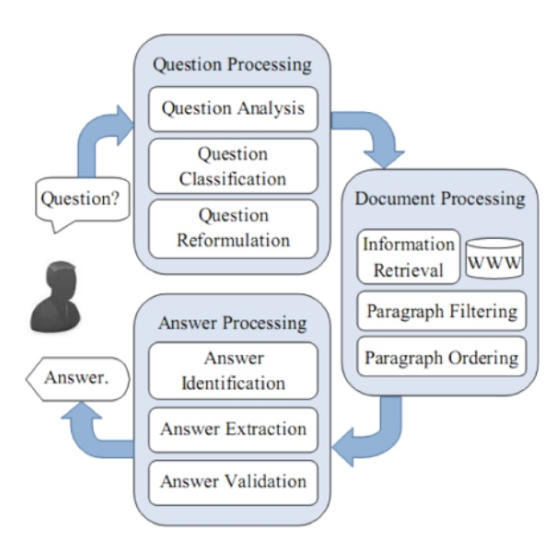 Question Processing
Question Analysis
Question
Classification
Question
Reformulation
Question?
Document Processing
Information
Retrieval
WWW
Paragraph Filtering
Paragraph Ordering
Answer Processing
Answer
Identification
Answer Extraction
Answer Validation
Answer.